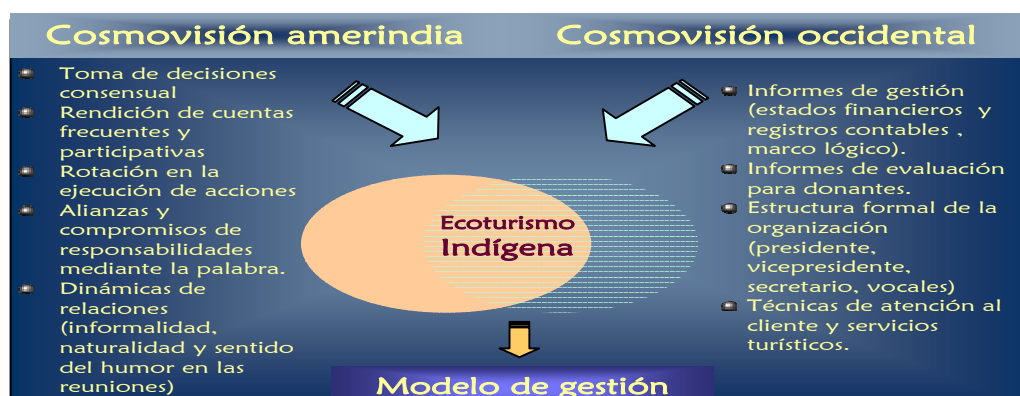 Cosmovisión amerindia
Cosmovisión occidental
Toma de decisiones
consensual
Rendición de cuentas
frecuentes y
participativas
Rotación en la
ejecución de acciones
Alianzas y
compromisos de
responsabilidades
mediante la palabra.
Dinámicas de
relaciones
(informalidad,
naturalidad y sentido
del humor en las
reuniones)
Ecoturismo
Indígena
Informes de gestión
(estados financieros y
registros contables ,
marco lógico).
Informes de evaluación
para donantes.
Estructura formal de la
organización
(presidente,
vicepresidente,
secretario, vocales)
Técnicas de atención al
cliente y servicios
turísticos.
Modelo de gestión